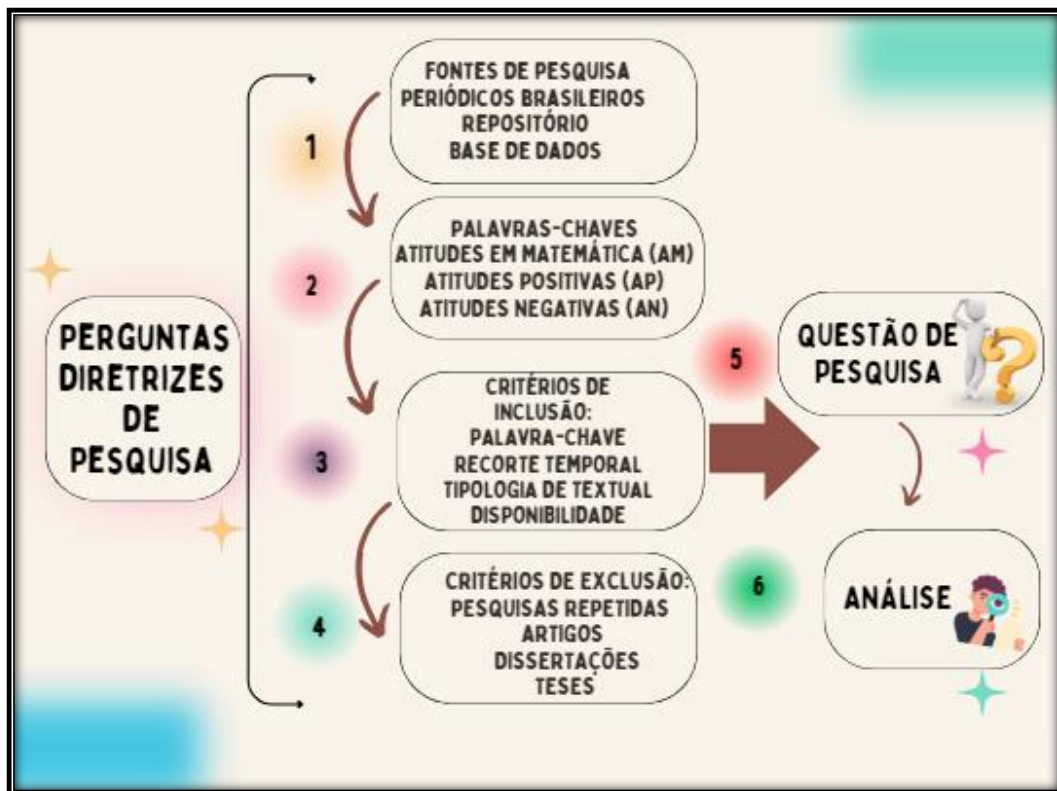 PERGUNTAS
DIRETRIZES
DE
PESQUISA
1
FONTES DE PESQUISA
PERIÓDICOS BRASILEIROS
REPOSITÓRIO
BASE DE DADOS
2
PALAVRAS-CHAVES
ATITUDES EM MATEMÁTICA (AM)
ATITUDES POSITIVAS (AP)
ATITUDES NEGATIVAS (AN)
3
CRITÉRIOS DE
INCLUSÃO:
PALAVRA-CHAVE
RECORTE TEMPORAL
TIPOLOGIA DE TEXTUAL
DISPONIBILIDADE
4
CRITÉRIOS DE EXCLUSÃO:
PESQUISAS REPETIDAS
ARTIGOS
DISSERTAÇÕES
TESES
5
QUESTÃO DE
PESQUISA
6
ANÁLISE